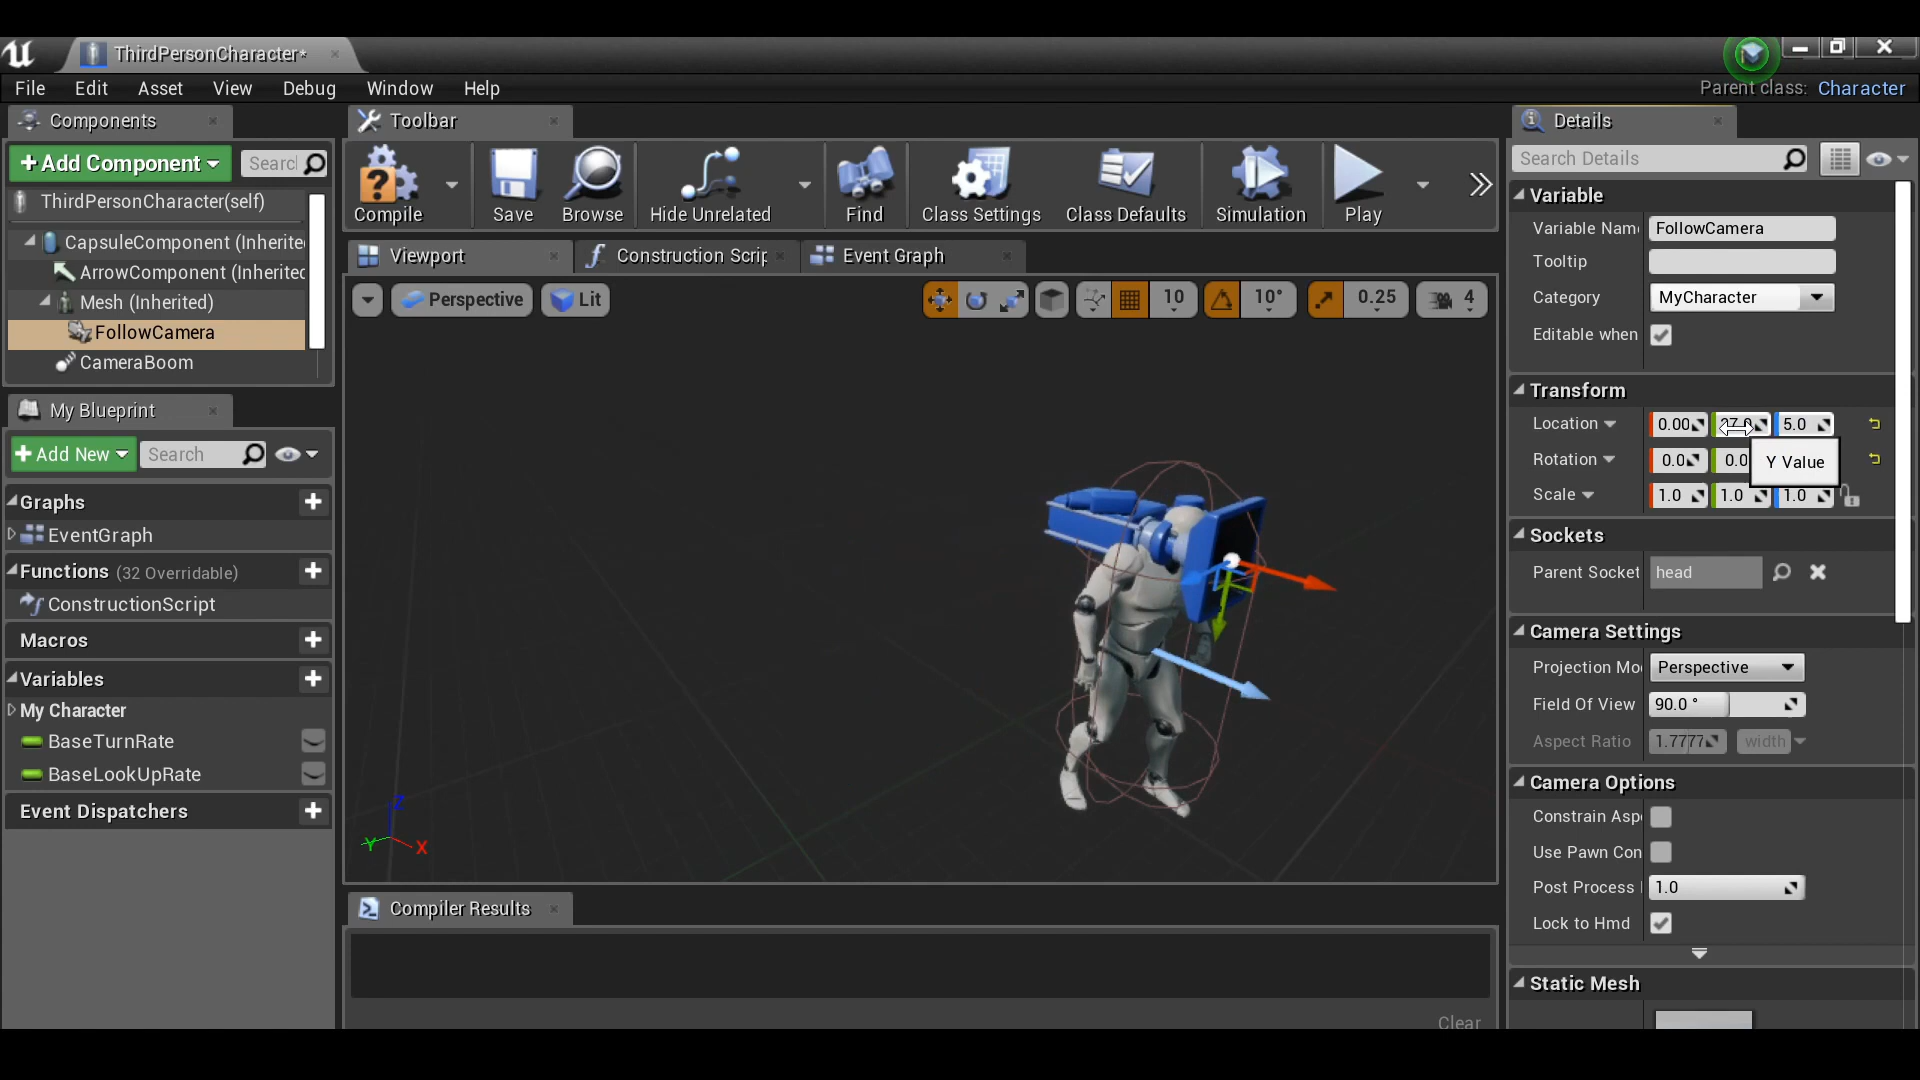 ThirdPersonCharacter*
File Edit Asset View Debug Window Help
Parent class: Character
Components
+ Add Component
Searcl
ThirdPersonCharacter(self)
CapsuleComponent (Inherite
ArrowComponent (Inheritec
Mesh (Inherited)
FollowCamera
CameraBoom
My Blueprint
+ Add New
Search
Graphs
EventGraph
Functions (32 Overridable)
ConstructionScript
Macros
Variables
My Character
BaseTurnRate
BaseLookUpRate
Event Dispatchers
Toolbar
Compile Save Browse Hide Unrelated Find Class Settings Class Defaults Simulation Play
Viewport Construction Scrip Event Graph
Perspective Lit 10 10° 0.25 4
Z
Y X
Compiler Results
Clear
Details
Search Details
Variable
Variable Nam FollowCamera
Tooltip
Category MyCharacter
Editable when
Transform
Location 0.00 27.0 5.0
Rotation 0.0 0.0
Y Value
Scale 1.0 1.0 1.0
Sockets
Parent Socket head
Camera Settings
Projection Mo Perspective
Field Of View 90.0 °
Aspect Ratio 1.7777 width
Camera Options
Constrain Asp
Use Pawn Con
Post Process 1.0
Lock to Hmd
Static Mesh